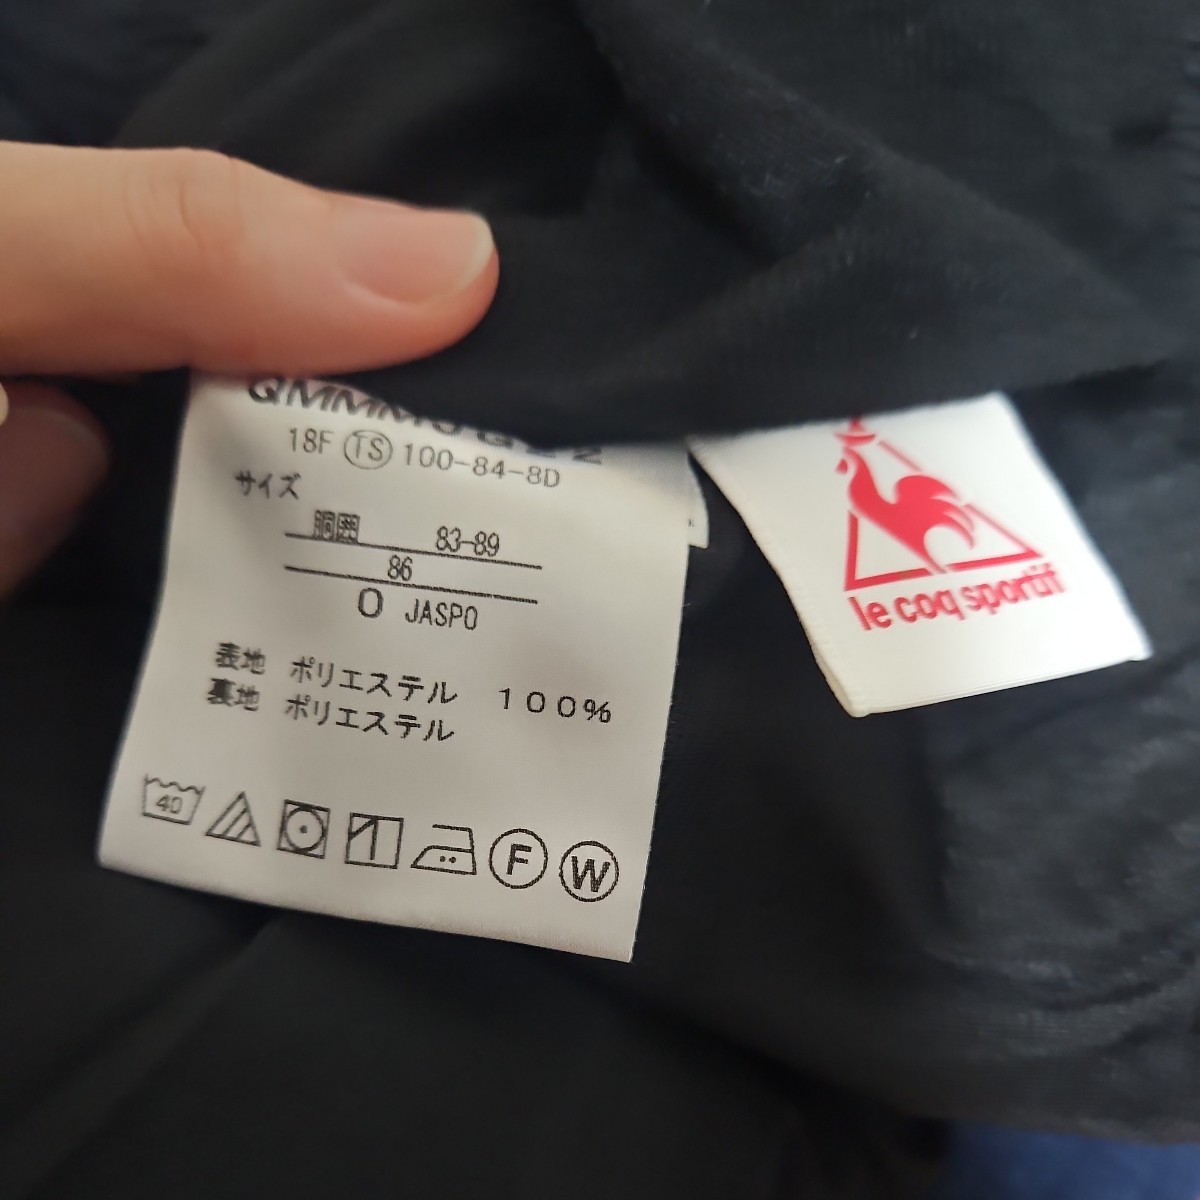 18F TS 100-84-8D
サイズ
胴囲 83-89
86
O JASPO
表地 ポリエステル 100%
裏地 ポリエステル
40
F W
le coq sportif